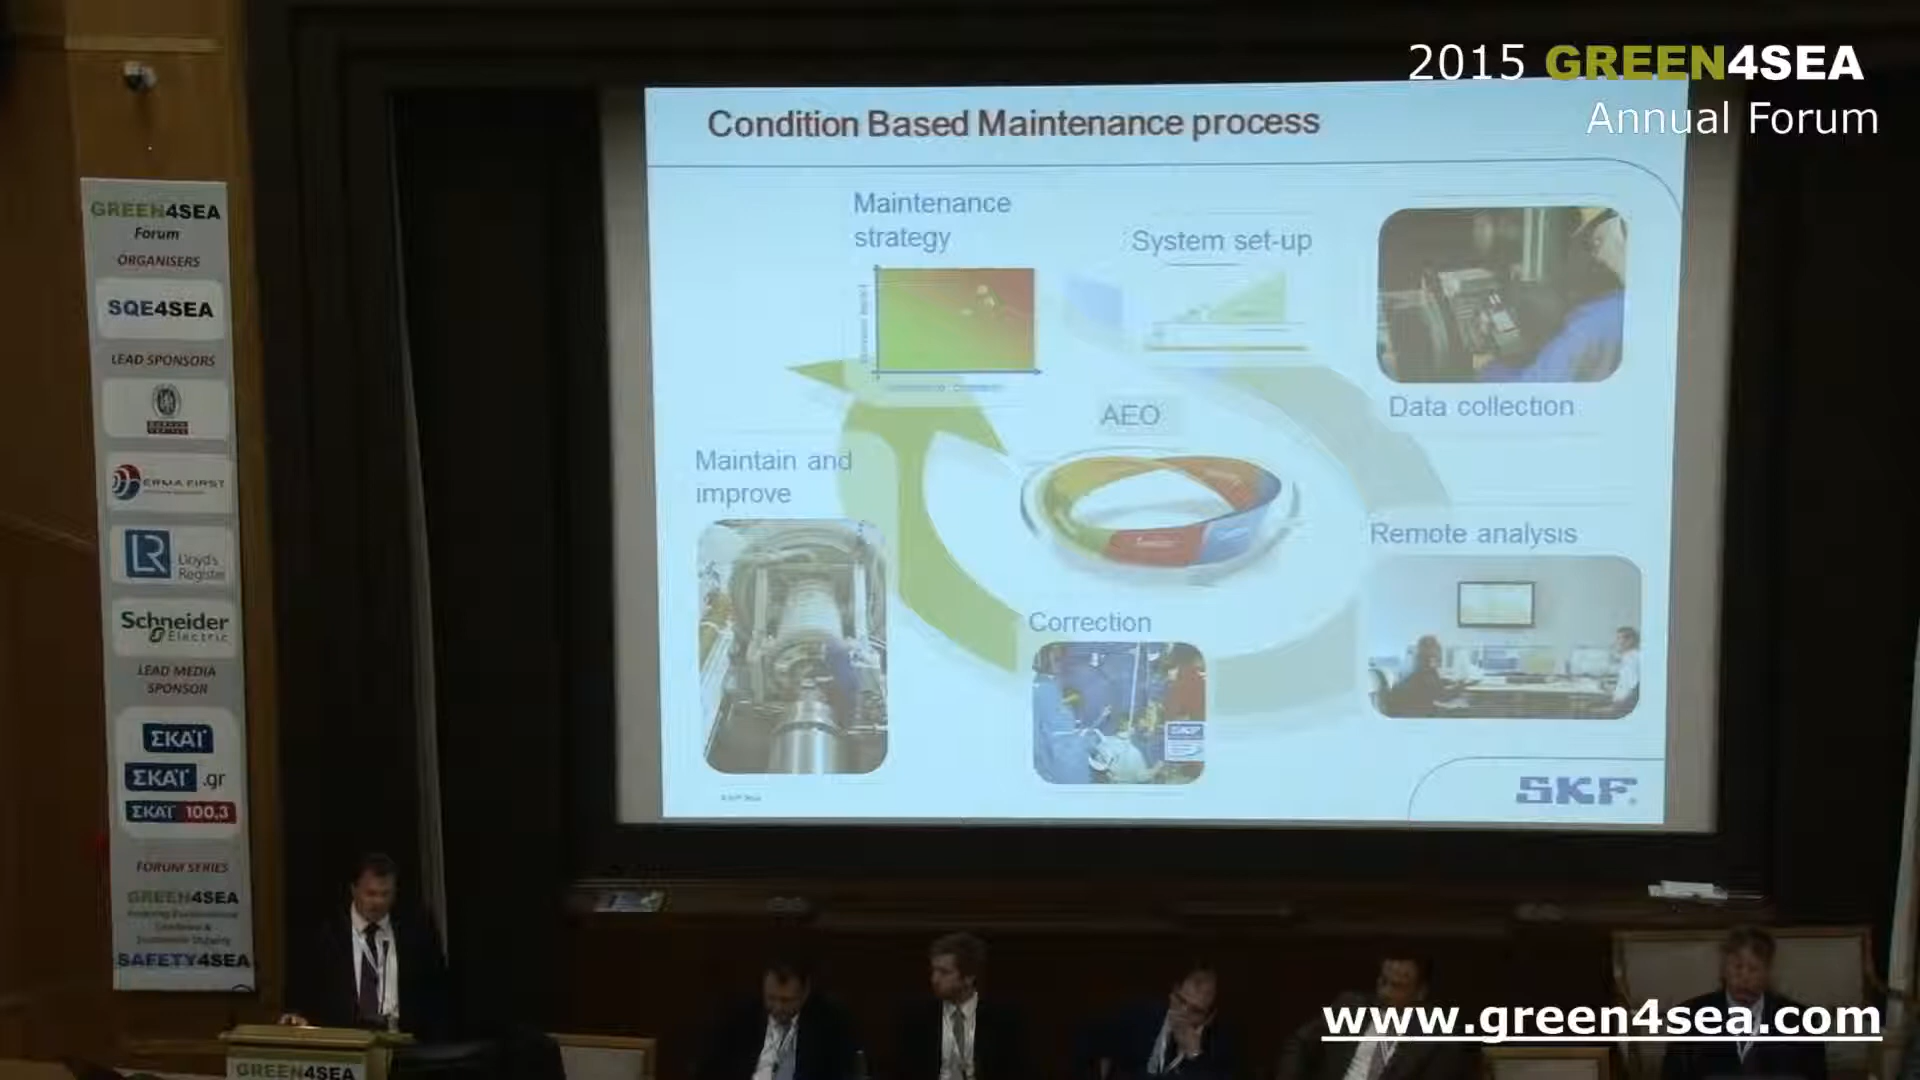 2015 GREEN4SEA
Annual Forum
Condition Based Maintenance process
Maintenance
strategy
System set-up
Data collection
AEO
Maintain and
improve
Remote analysis
Correction
SKF
SKF
GREEN4SEA
Forum
ORGANISERS
SQE4SEA
LEAD SPONSORS
ERMA FIRST
LR
Lloyd's
Register
Schneider
Electric
LEAD MEDIA
SPONSOR
ΣΚΑΪ
ΣΚΑΪ.gr
ΣΚΑΪ 100.3
FORUM SERIES
GREEN4SEA
SAFETY4SEA
GREEN4SEA
www.green4sea.com